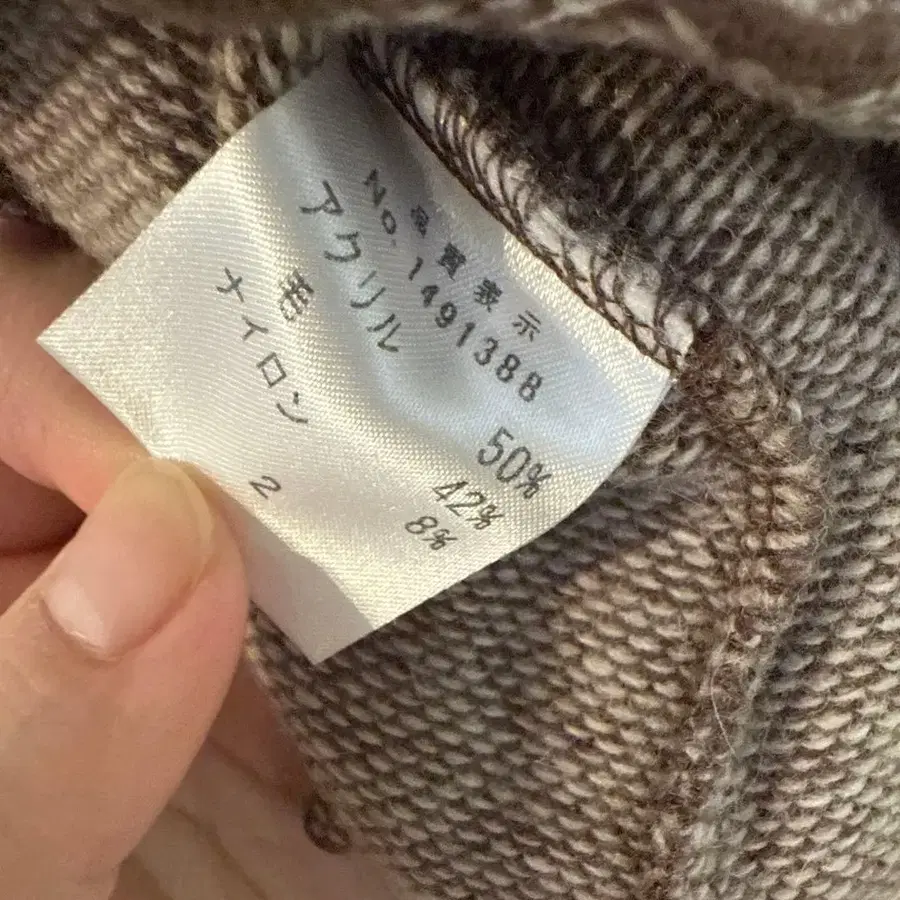 品質表示
No. 1491388
アクリル 50%
毛 42%
ナイロン 8%
2